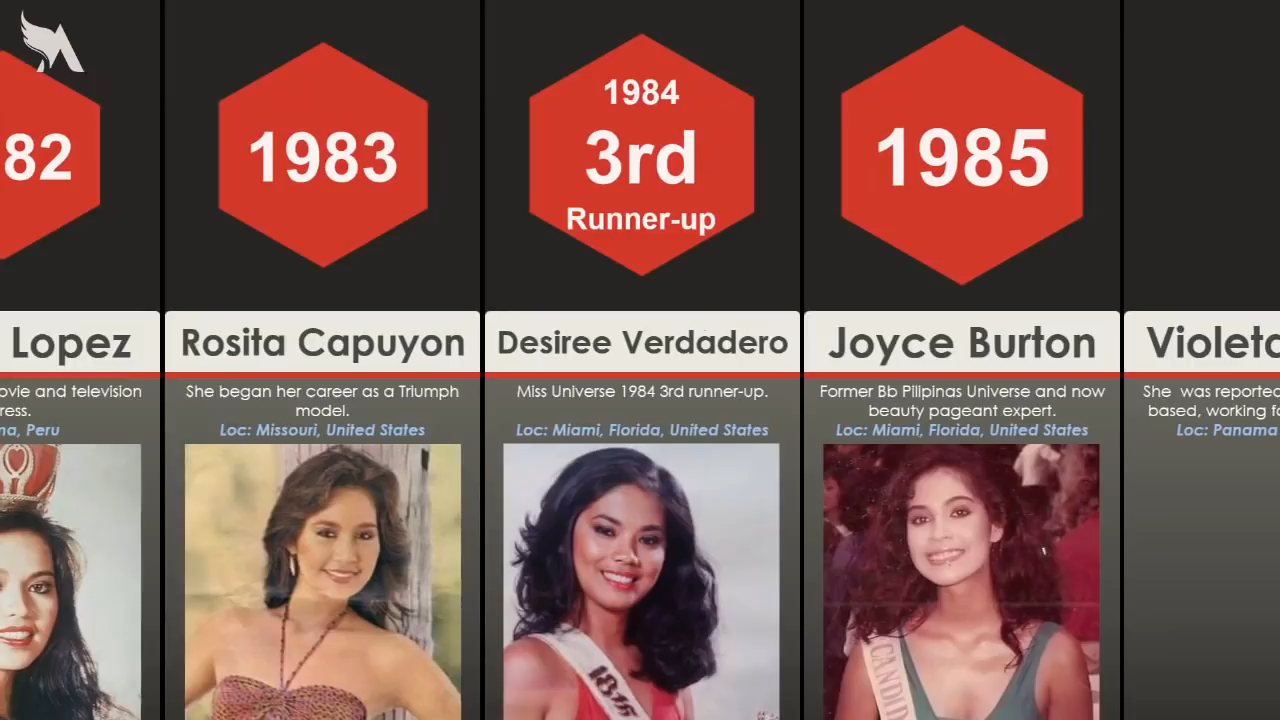 82
Lopez
ovie and television
ress.
na, Peru
1983
Rosita Capuyon
She began her career as a Triumph
model.
Loc: Missouri, United States
1984
3rd
Runner-up
Desiree Verdadero
Miss Universe 1984 3rd runner-up.
Loc: Miami, Florida, United States
1985
Joyce Burton
Former Bb Pilipinas Universe and now
beauty pageant expert.
Loc: Miami, Florida, United States
CANDID
Violeta
She was reported
based, working fo
Loc: Panama